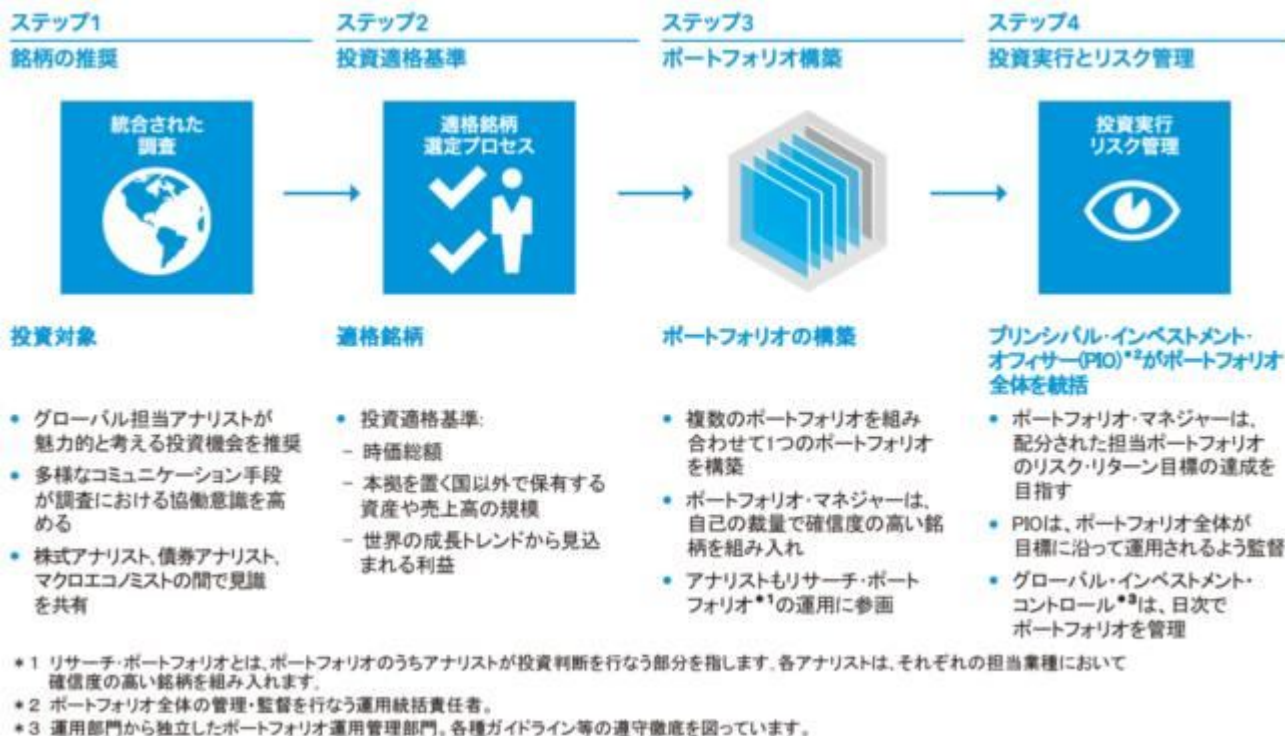 ステップ1
銘柄の推奨
統合された
調査
投資対象
• グローバル担当アナリストが
魅力的と考える投資機会を推奨
• 多様なコミュニケーション手段
が調査における協働意識を高
める
• 株式アナリスト、債券アナリスト、
マクロエコノミストの間で見識
を共有
ステップ2
投資適格基準
適格銘柄
選定プロセス
適格銘柄
• 投資適格基準:
− 時価総額
− 本拠を置く国以外で保有する
資産や売上高の規模
− 世界の成長トレンドから見込
まれる利益
ステップ3
ポートフォリオ構築
ポートフォリオの構築
• 複数のポートフォリオを組み
合わせて1つのポートフォリオ
を構築
• ポートフォリオ・マネジャーは、
自己の裁量で確信度の高い銘
柄を組み入れ
• アナリストもリサーチ・ポート
フォリオ*1の運用に参画
ステップ4
投資実行とリスク管理
投資実行
リスク管理
プリンシパル・インベストメント・
オフィサー(PIO)*2がポートフォリオ
全体を統括
• ポートフォリオ・マネジャーは、
配分された担当ポートフォリオ
のリスク・リターン目標の達成を
目指す
• PIOは、ポートフォリオ全体が
目標に沿って運用されるよう監督
• グローバル・インベストメント・
コントロール*3は、日次で
ポートフォリオを管理
*1 リサーチ・ポートフォリオとは、ポートフォリオのうちアナリストが投資判断を行なう部分を指します。各アナリストは、それぞれの担当業種において
確信度の高い銘柄を組み入れます。
*2 ポートフォリオ全体の管理・監督を行なう運用統括責任者。
*3 運用部門から独立したポートフォリオ運用管理部門。各種ガイドライン等の遵守徹底を図っています。